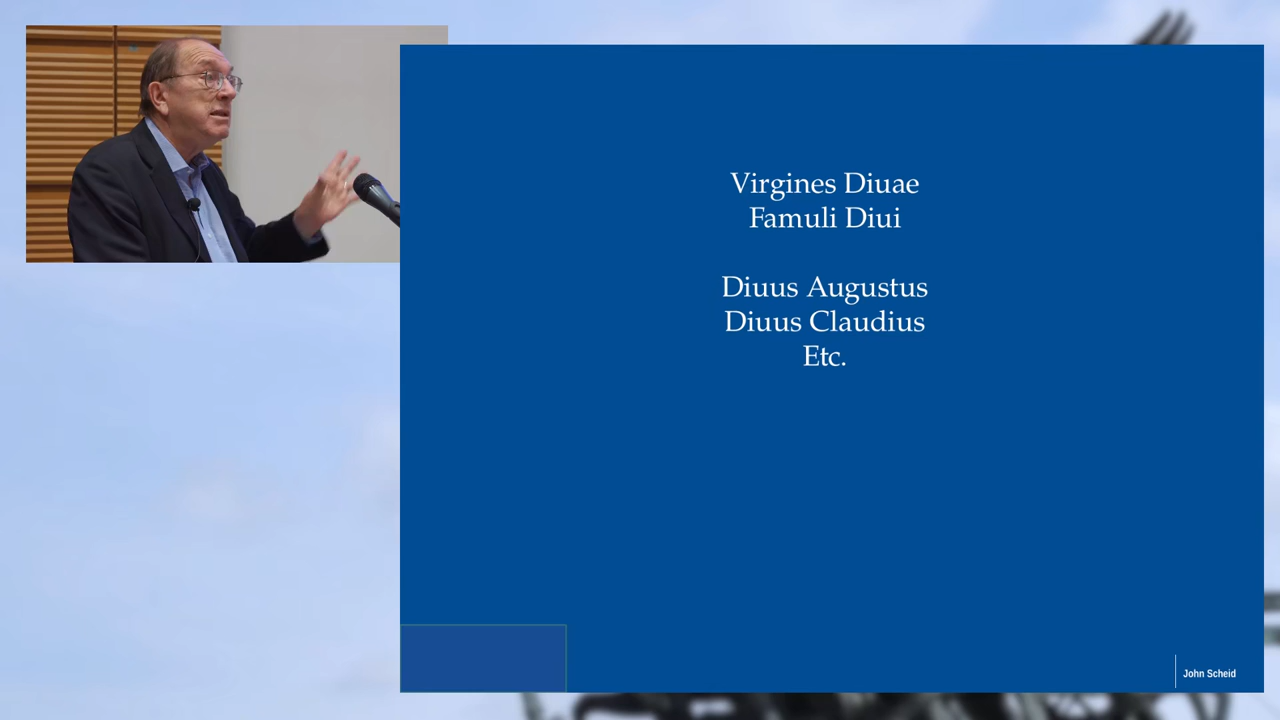 Virgines Diuae
Famuli Diui
Diuus Augustus
Diuus Claudius
Etc.
John Scheid